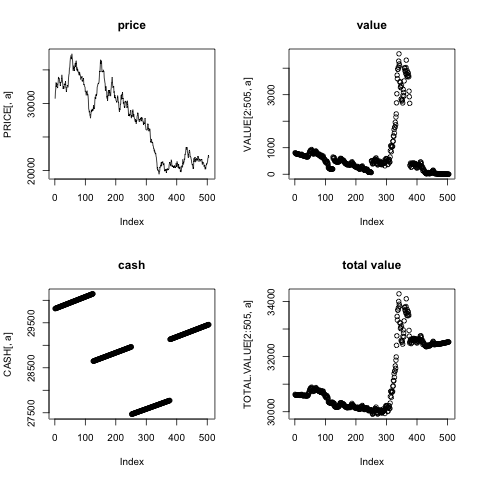 price
PRICE[, a]
20000
30000
0
100
200
300
400
500
Index
value
VALUE[2:505, a]
0
1000
3000
0
100
200
300
400
500
Index
cash
CASH[, a]
27500
28500
29500
0
100
200
300
400
500
Index
total value
TOTAL.VALUE[2:505, a]
30000
32000
34000
0
100
200
300
400
500
Index